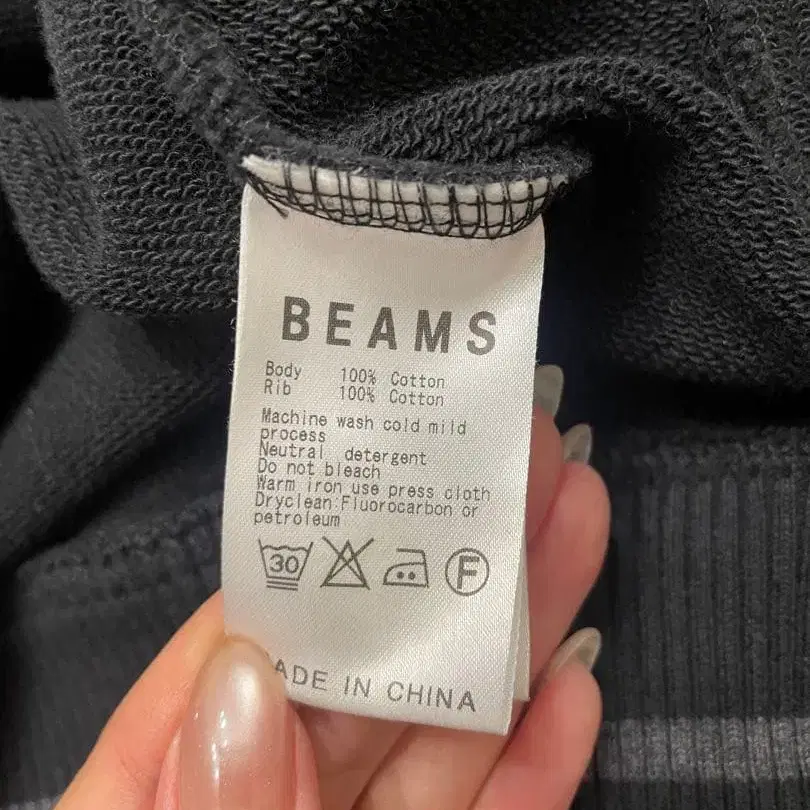 BEAMS
Body 100% Cotton
Rib 100% Cotton
Machine wash cold mild
process
Neutral detergent
Do not bleach
Warm iron use press cloth
Dryclean:Fluorocarbon or
petroleum
30 F
ADE IN CHINA